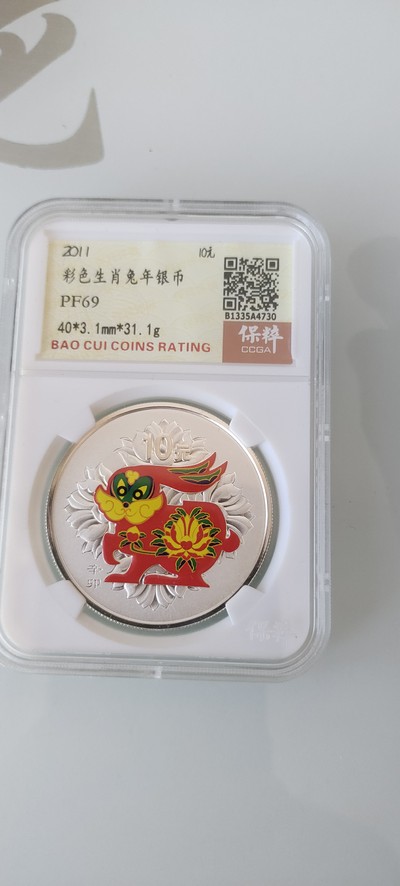 2011 10元
彩色生肖兔年银币
PF69
40*3.1mm*31.1g
B1335A4730
BAO CUI COINS RATING
保粹
CCGA
10元
辛
卯